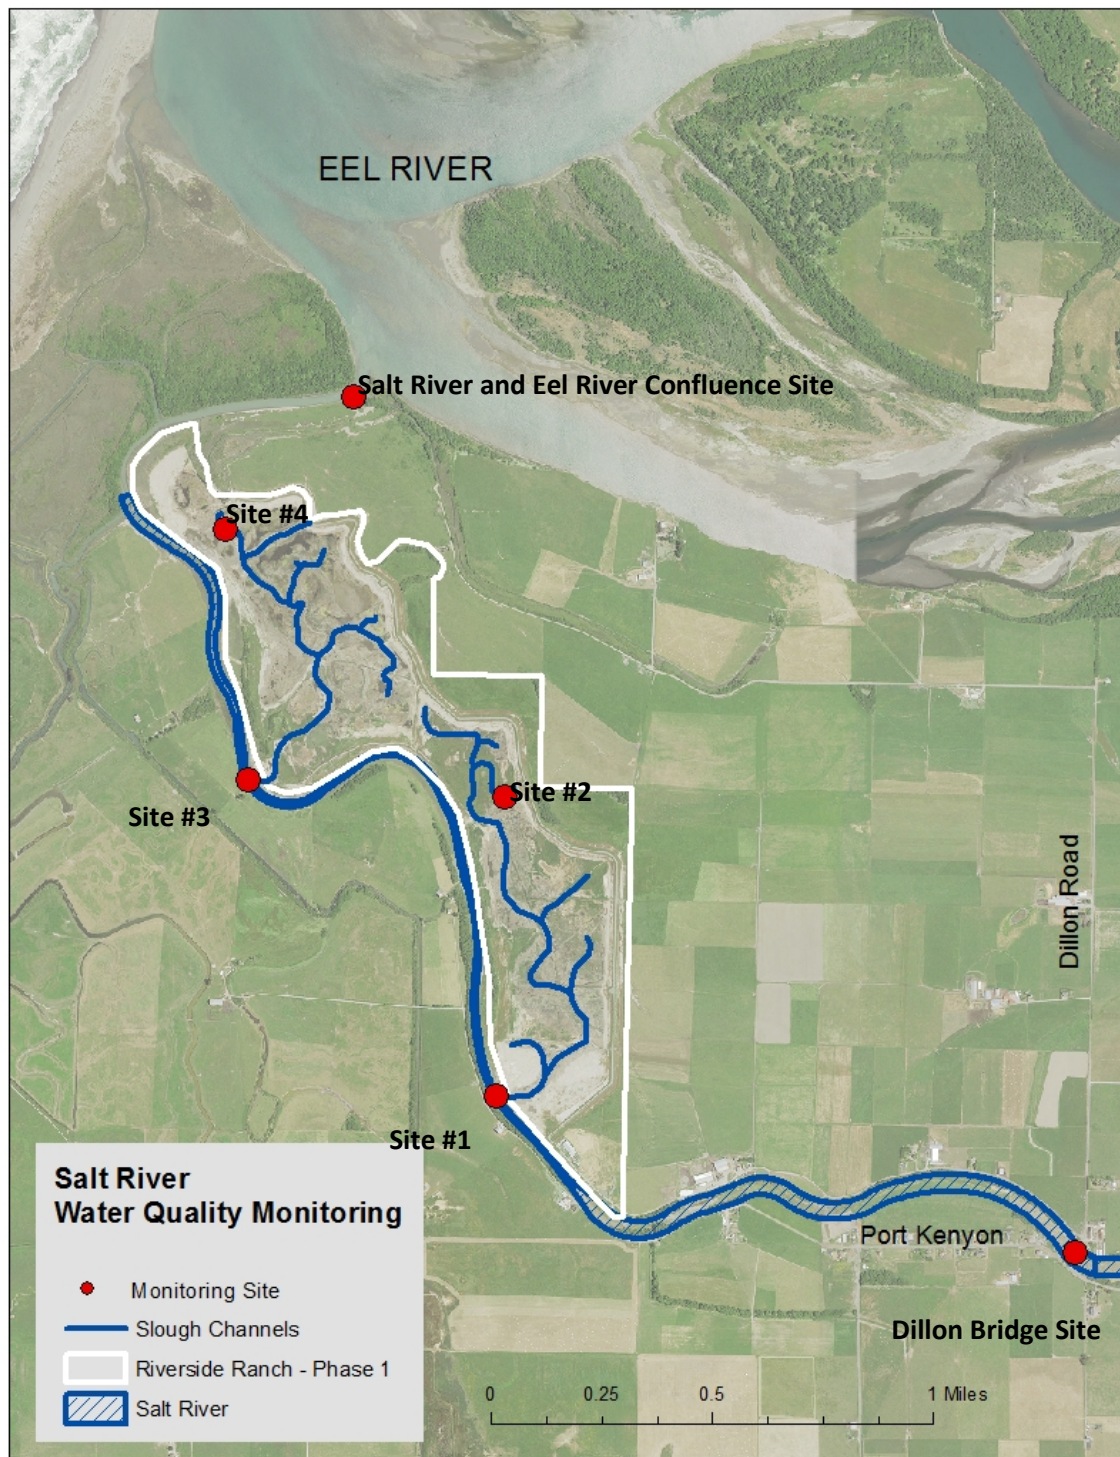 EEL RIVER
Salt River and Eel River Confluence Site
Site #4
Site #2
Site #3
Dillon Road
Site #1
Port Kenyon
Dillon Bridge Site
Salt River
Water Quality Monitoring
Monitoring Site
Slough Channels
Riverside Ranch - Phase 1
Salt River
0 0.25 0.5 1 Miles